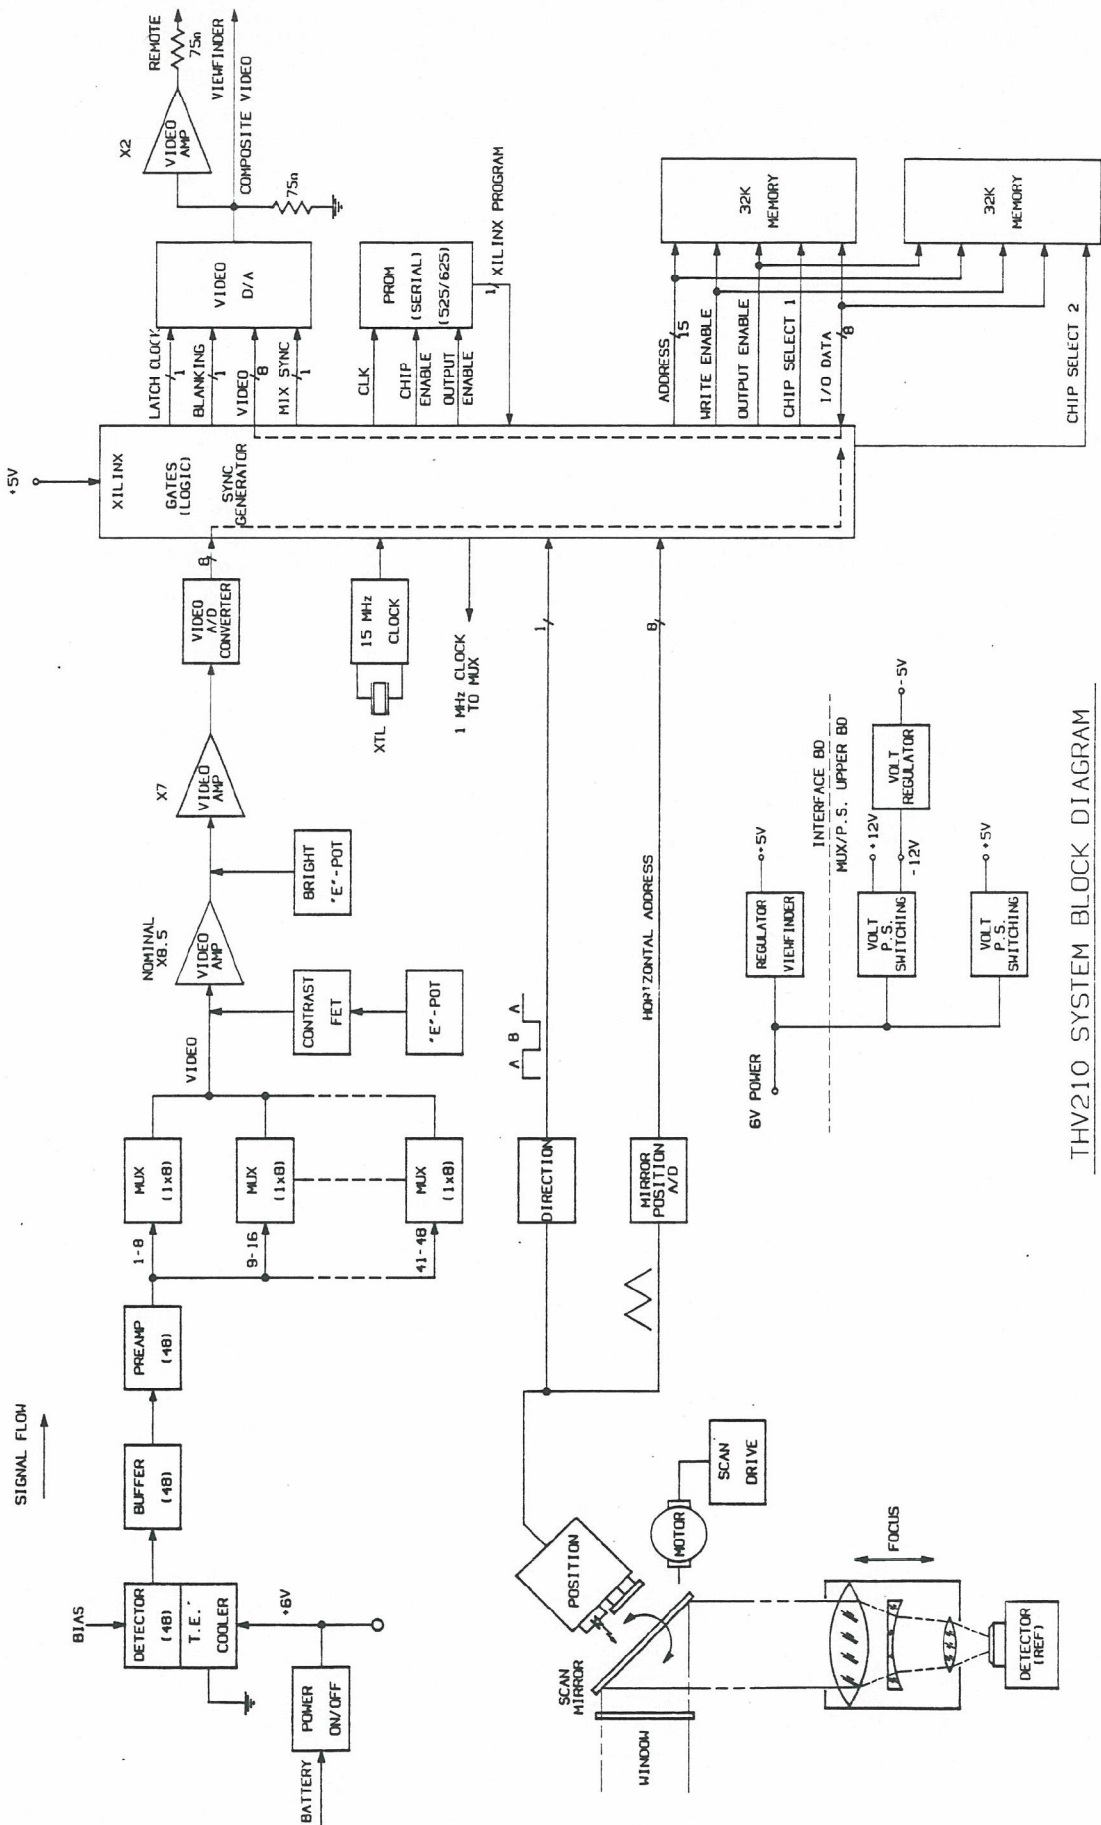 SIGNAL FLOW
BIAS
DETECTOR
(48)
T.E.
COOLER
+6V
BATTERY
POWER
ON/OFF
BUFFER
(48)
PREAMP
(48)
1-8
9-16
41-48
MUX
(1x8)
MUX
(1x8)
MUX
(1x8)
VIDEO
CONTRAST
FET
"E"-POT
NOMINAL
X8.5
VIDEO
AMP
BRIGHT
"E"-POT
X7
VIDEO
AMP
VIDEO
A/D
CONVERTER
8
XTL
15 MHz
CLOCK
1 MHz CLOCK
TO MUX
+5V
XILINX
GATES
(LOGIC)
SYNC
GENERATOR
LATCH CLOCK
1
BLANKING
1
VIDEO
8
MIX SYNC
1
VIDEO
D/A
X2
VIDEO
AMP
REMOTE
75Ω
VIEWFINDER
COMPOSITE VIDEO
75Ω
CLK
CHIP
ENABLE
OUTPUT
ENABLE
PROM
(SERIAL)
(525/625)
1
XILINX PROGRAM
ADDRESS
15
WRITE ENABLE
OUTPUT ENABLE
CHIP SELECT 1
I/O DATA
8
CHIP SELECT 2
32K
MEMORY
32K
MEMORY
POSITION
SCAN
MIRROR
WINDOW
MOTOR
SCAN
DRIVE
FOCUS
DETECTOR
(REF)
DIRECTION
A B A
1
MIRROR
POSITION
A/D
HORIZONTAL ADDRESS
8
6V POWER
REGULATOR
VIEWFINDER
+5V
INTERFACE BD
MUX/P.S. UPPER BD
VOLT
P.S.
SWITCHING
+12V
-12V
VOLT
REGULATOR
-5V
VOLT
P.S.
SWITCHING
+5V
THV210 SYSTEM BLOCK DIAGRAM